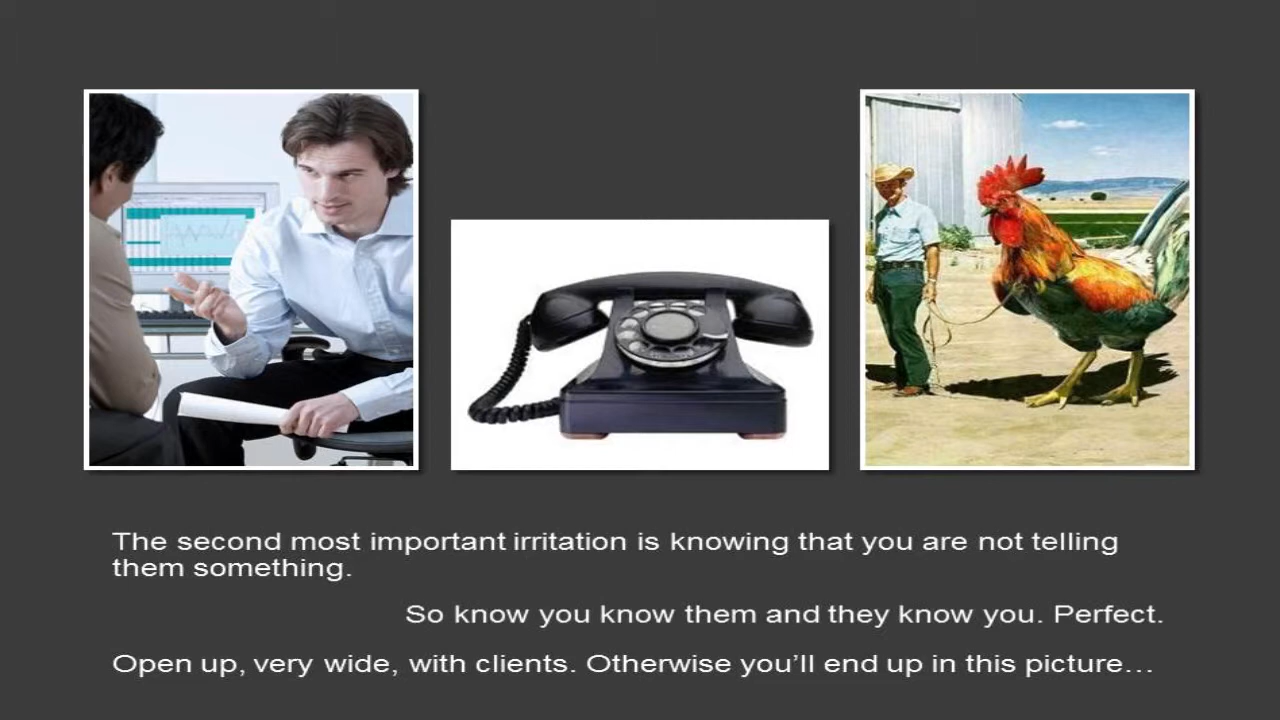 The second most important irritation is knowing that you are not telling
them something.
So know you know them and they know you. Perfect.
Open up, very wide, with clients. Otherwise you’ll end up in this picture…